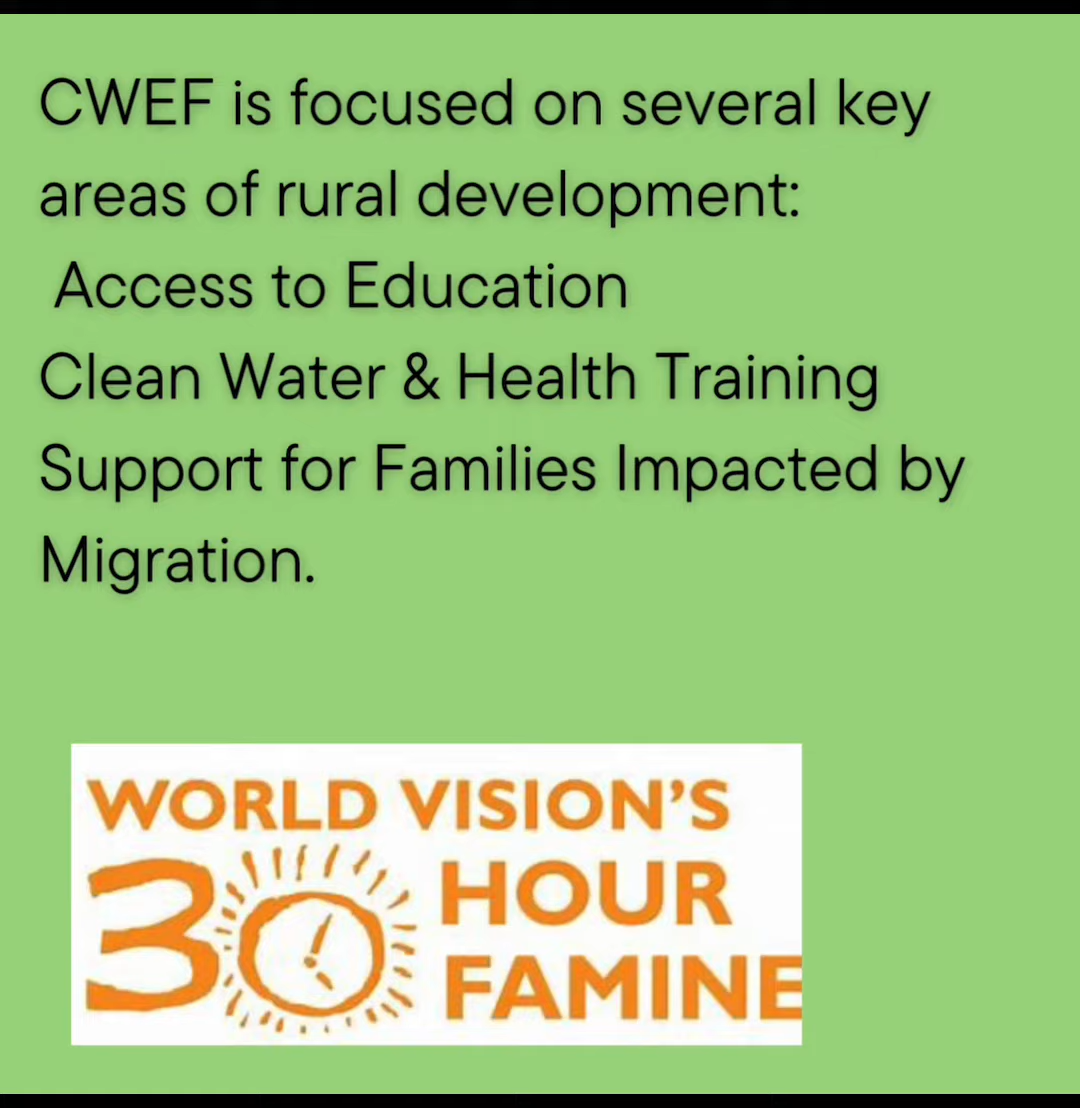 CWEF is focused on several key
areas of rural development:
Access to Education
Clean Water & Health Training
Support for Families Impacted by
Migration.
WORLD VISION'S
30 HOUR
FAMINE